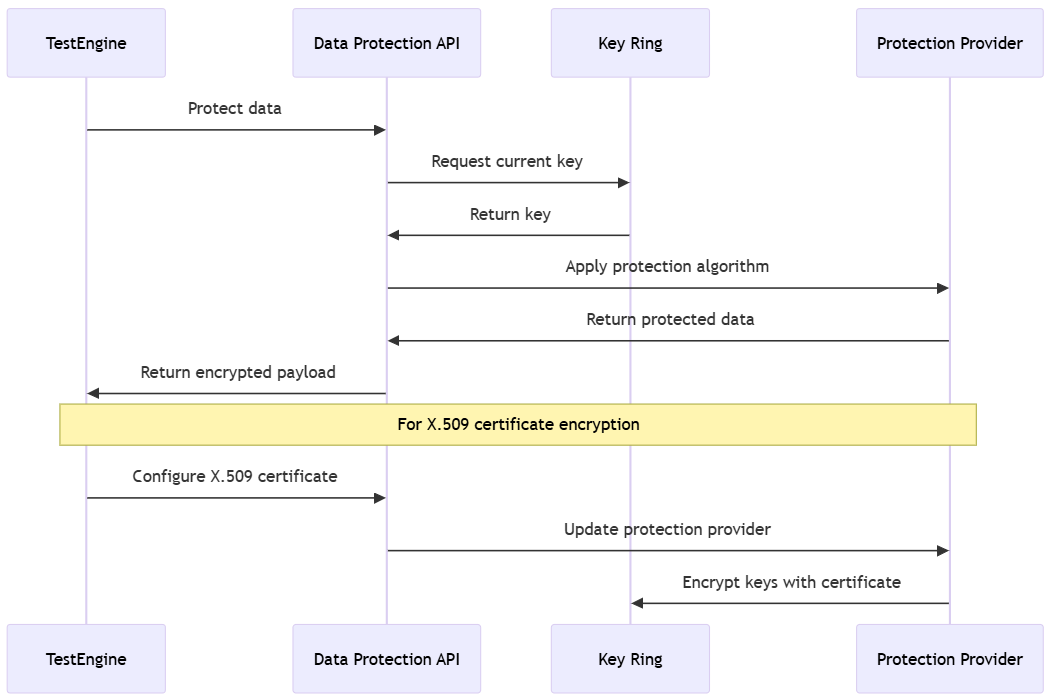 TestEngine
Data Protection API
Key Ring
Protection Provider
Protect data
Request current key
Return key
Apply protection algorithm
Return protected data
Return encrypted payload
For X.509 certificate encryption
Configure X.509 certificate
Update protection provider
Encrypt keys with certificate
TestEngine
Data Protection API
Key Ring
Protection Provider